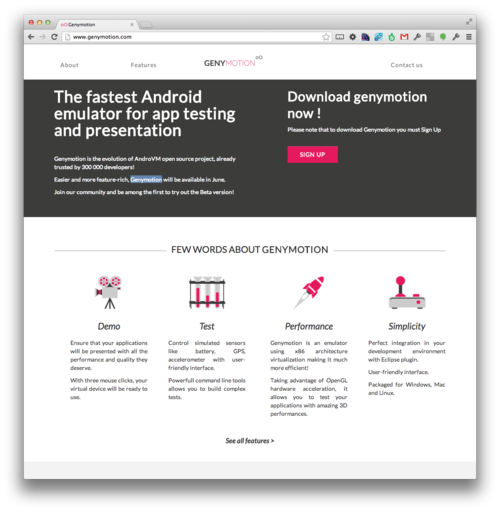 Genymotion
www.genymotion.com
About
Features
GENYMOTION
Contact us
The fastest Android
emulator for app testing
and presentation
Genymotion is the evolution of AndroVM open source project, already
trusted by 300 000 developers!
Easier and more feature-rich, Genymotion will be available in June.
Join our community and be among the first to try out the Beta version!
Download genymotion
now !
Please note that to download Genymotion you must Sign Up
SIGN UP
FEW WORDS ABOUT GENYMOTION
Demo
Ensure that your applications
will be presented with all the
performance and quality they
deserve.
With three mouse clicks, your
virtual device will be ready to
use.
Test
Control simulated sensors
like battery, GPS,
accelerometer with user-
friendly interface.
Powerfull command line tools
allows you to build complex
tests.
Performance
Genymotion is an emulator
using x86 architecture
virtualization making it much
more efficient!
Taking advantage of OpenGL
hardware acceleration, it
allows you to test your
applications with amazing 3D
performances.
Simplicity
Perfect integration in your
development environment
with Eclipse plugin.
User-friendly interface.
Packaged for Windows, Mac
and Linux.
See all features >